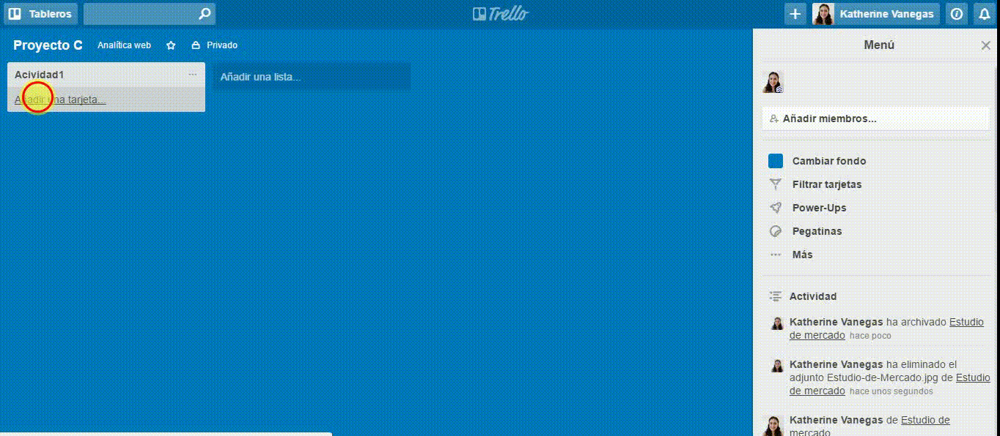 Tableros
Trello
Katherine Vanegas
Proyecto C
Analítica web
Privado
Acividad1
Añadir una tarjeta...
Añadir una lista...
Menú
Añadir miembros...
Cambiar fondo
Filtrar tarjetas
Power-Ups
Pegatinas
Más
Actividad
Katherine Vanegas ha archivado Estudio
de mercado hace poco
Katherine Vanegas ha eliminado el
adjunto Estudio-de-Mercado.jpg de Estudio
de mercado hace unos segundos
Katherine Vanegas de Estudio de
mercado